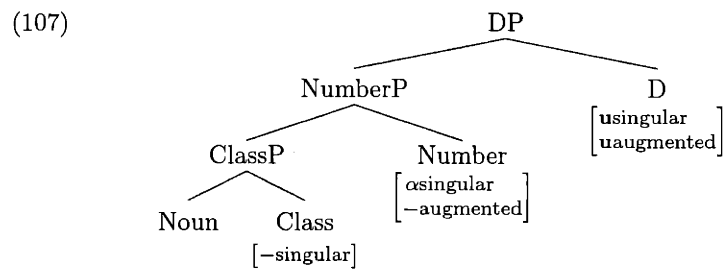 (107) DP
NumberP D
[usingular
uaugmented]
ClassP Number
[αsingular
−augmented]
Noun Class
[−singular]